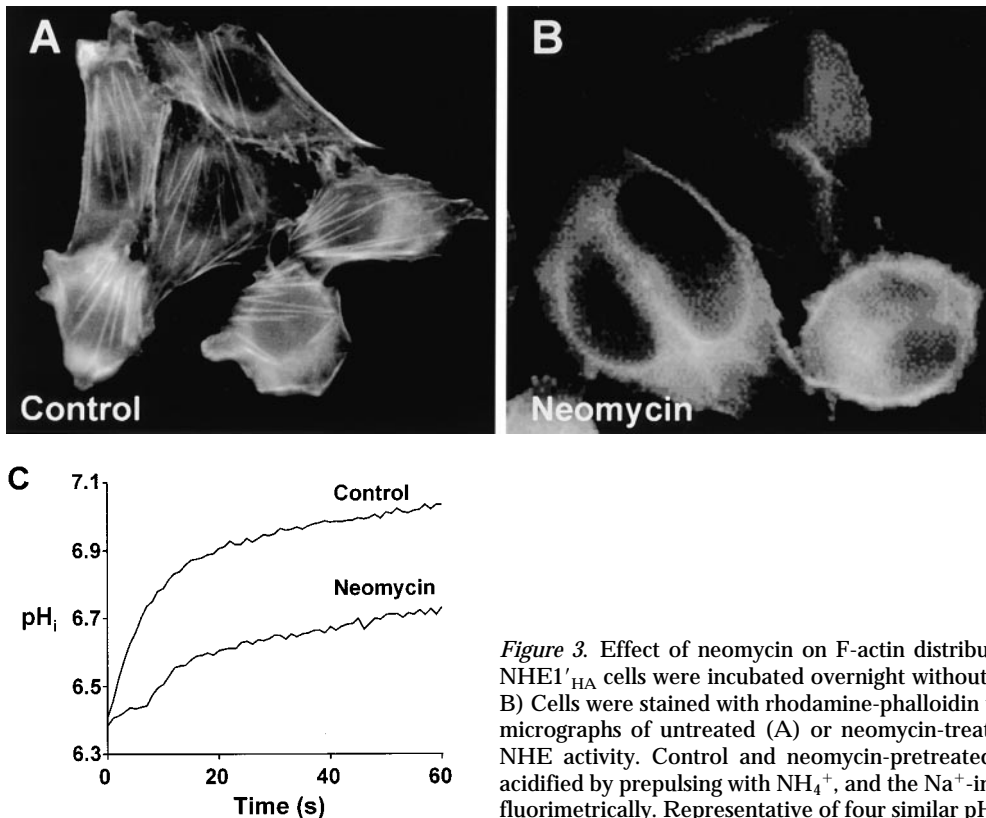 A
B
Control
Neomycin
C
7.1
Control
6.9
Neomycin
pHi 6.7
6.5
6.3
0 20 40 60
Time (s)
Figure 3. Effect of neomycin on F-actin distribu
NHE1′HA cells were incubated overnight without
B) Cells were stained with rhodamine-phalloidin
micrographs of untreated (A) or neomycin-treat
NHE activity. Control and neomycin-pretreated
acidified by prepulsing with NH4+, and the Na+-in
fluorimetrically. Representative of four similar pH